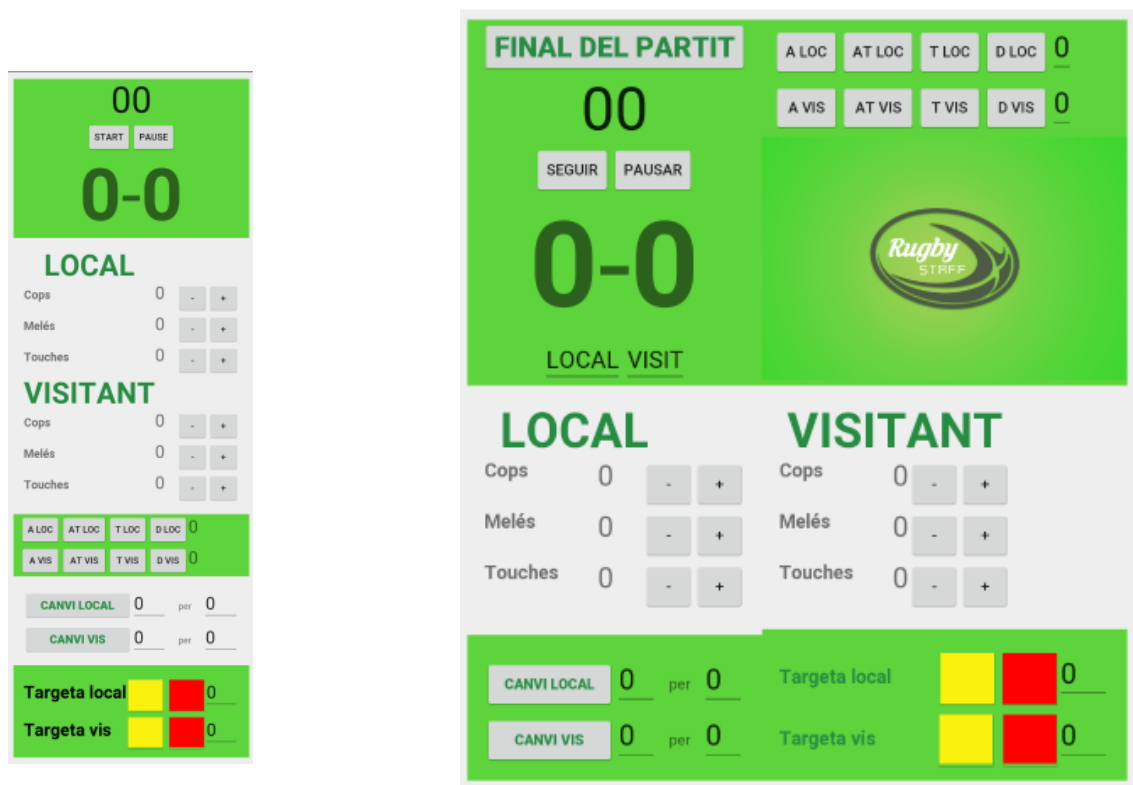 00
START PAUSE
0-0
LOCAL
Cops 0 - +
Melés 0 - +
Touches 0 - +
VISITANT
Cops 0 - +
Melés 0 - +
Touches 0 - +
A LOC AT LOC T LOC D LOC 0
A VIS AT VIS T VIS D VIS 0
CANVI LOCAL 0 per 0
CANVI VIS 0 per 0
Targeta local 0
Targeta vis 0
FINAL DEL PARTIT
00
SEGUIR PAUSAR
0-0
LOCAL VISIT
A LOC AT LOC T LOC D LOC 0
A VIS AT VIS T VIS D VIS 0
Rugby
STAFF
LOCAL
Cops 0 - +
Melés 0 - +
Touches 0 - +
VISITANT
Cops 0 - +
Melés 0 - +
Touches 0 - +
CANVI LOCAL 0 per 0
CANVI VIS 0 per 0
Targeta local 0
Targeta vis 0